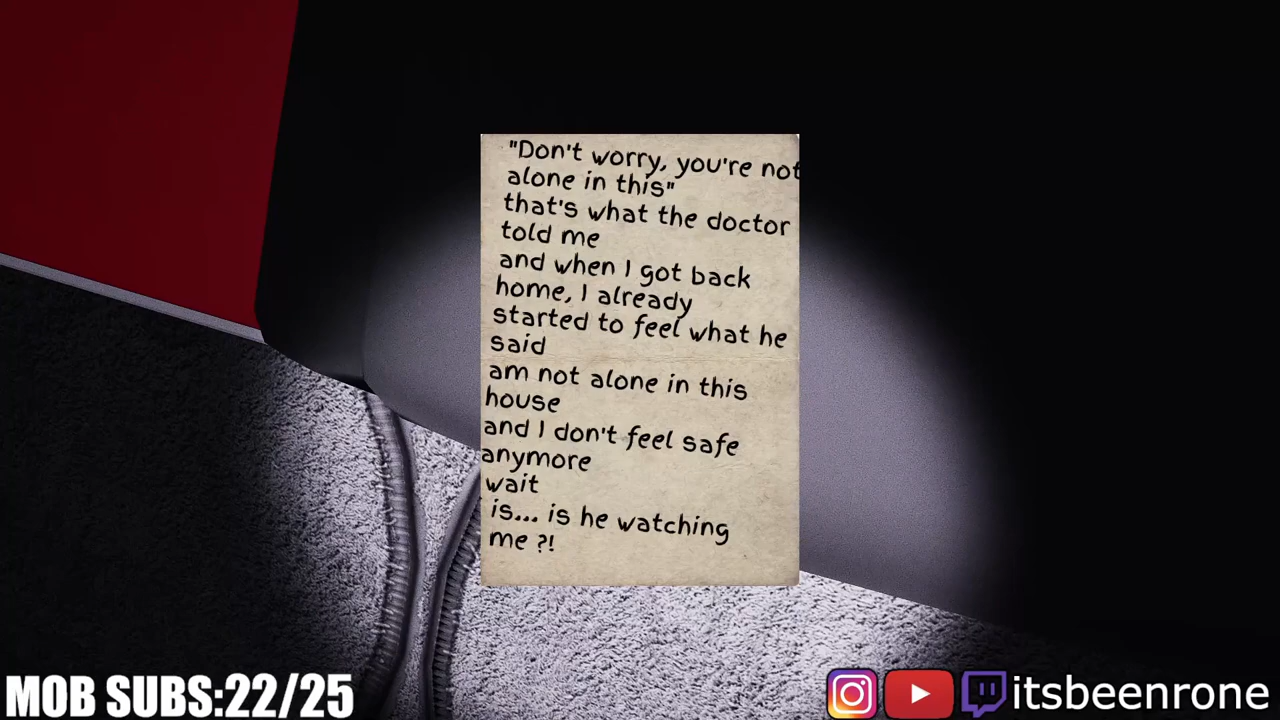 "Don't worry, you're not
alone in this"
that's what the doctor
told me
and when I got back
home, I already
started to feel what he
said
am not alone in this
house
and I don't feel safe
anymore
wait
is... is he watching
me ?!
MOB SUBS:22/25
itsbeenrone